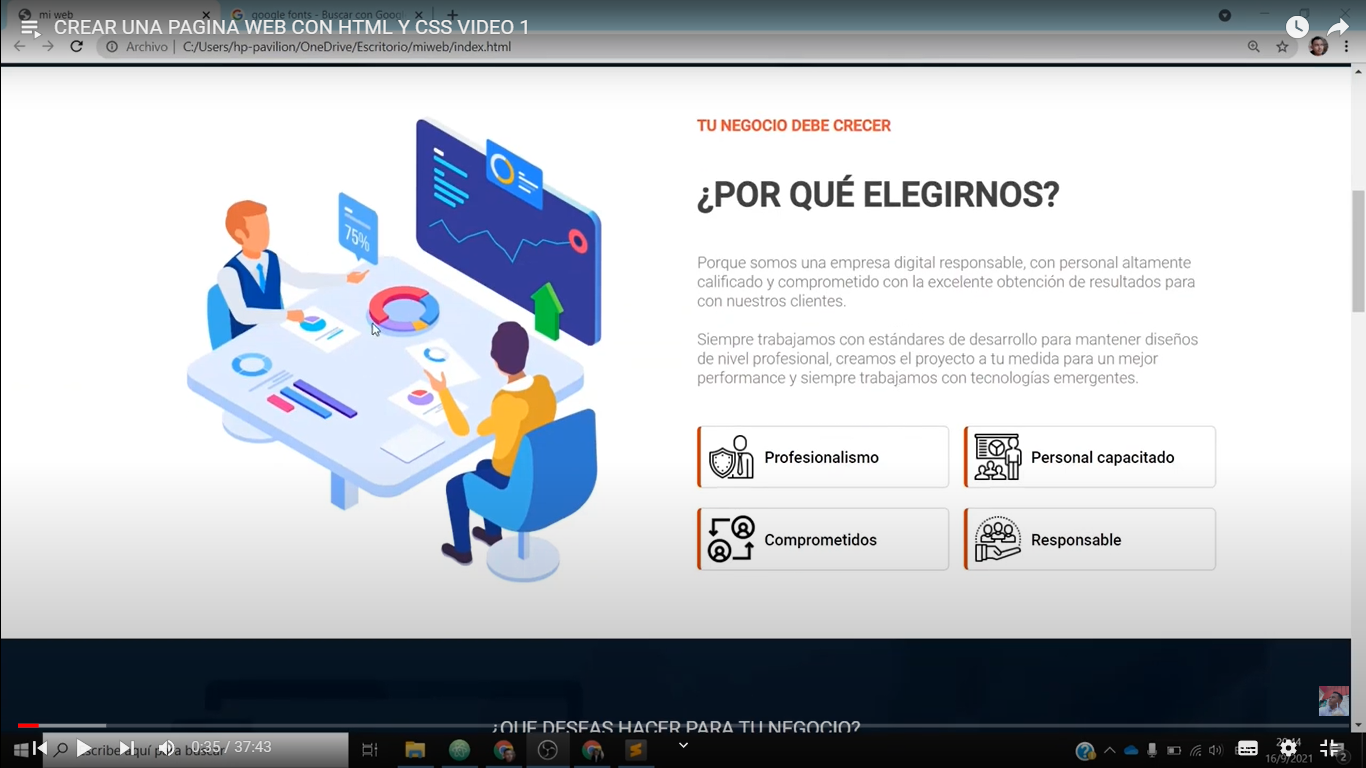 mi web
google fonts - Buscar con Goog
CREAR UNA PAGINA WEB CON HTML Y CSS VIDEO 1
Archivo | C:/Users/hp-pavilion/OneDrive/Escritorio/miweb/index.html
TU NEGOCIO DEBE CRECER
¿POR QUÉ ELEGIRNOS?
75%
Porque somos una empresa digital responsable, con personal altamente
calificado y comprometido con la excelente obtención de resultados para
con nuestros clientes.
Siempre trabajamos con estándares de desarrollo para mantener diseños
de nivel profesional, creamos el proyecto a tu medida para un mejor
performance y siempre trabajamos con tecnologías emergentes.
Profesionalismo
Personal capacitado
Comprometidos
Responsable
¿QUE DESEAS HACER PARA TU NEGOCIO?
scribe aquí para buscar
0:35 / 37:43
20:44
16/9/2021
2